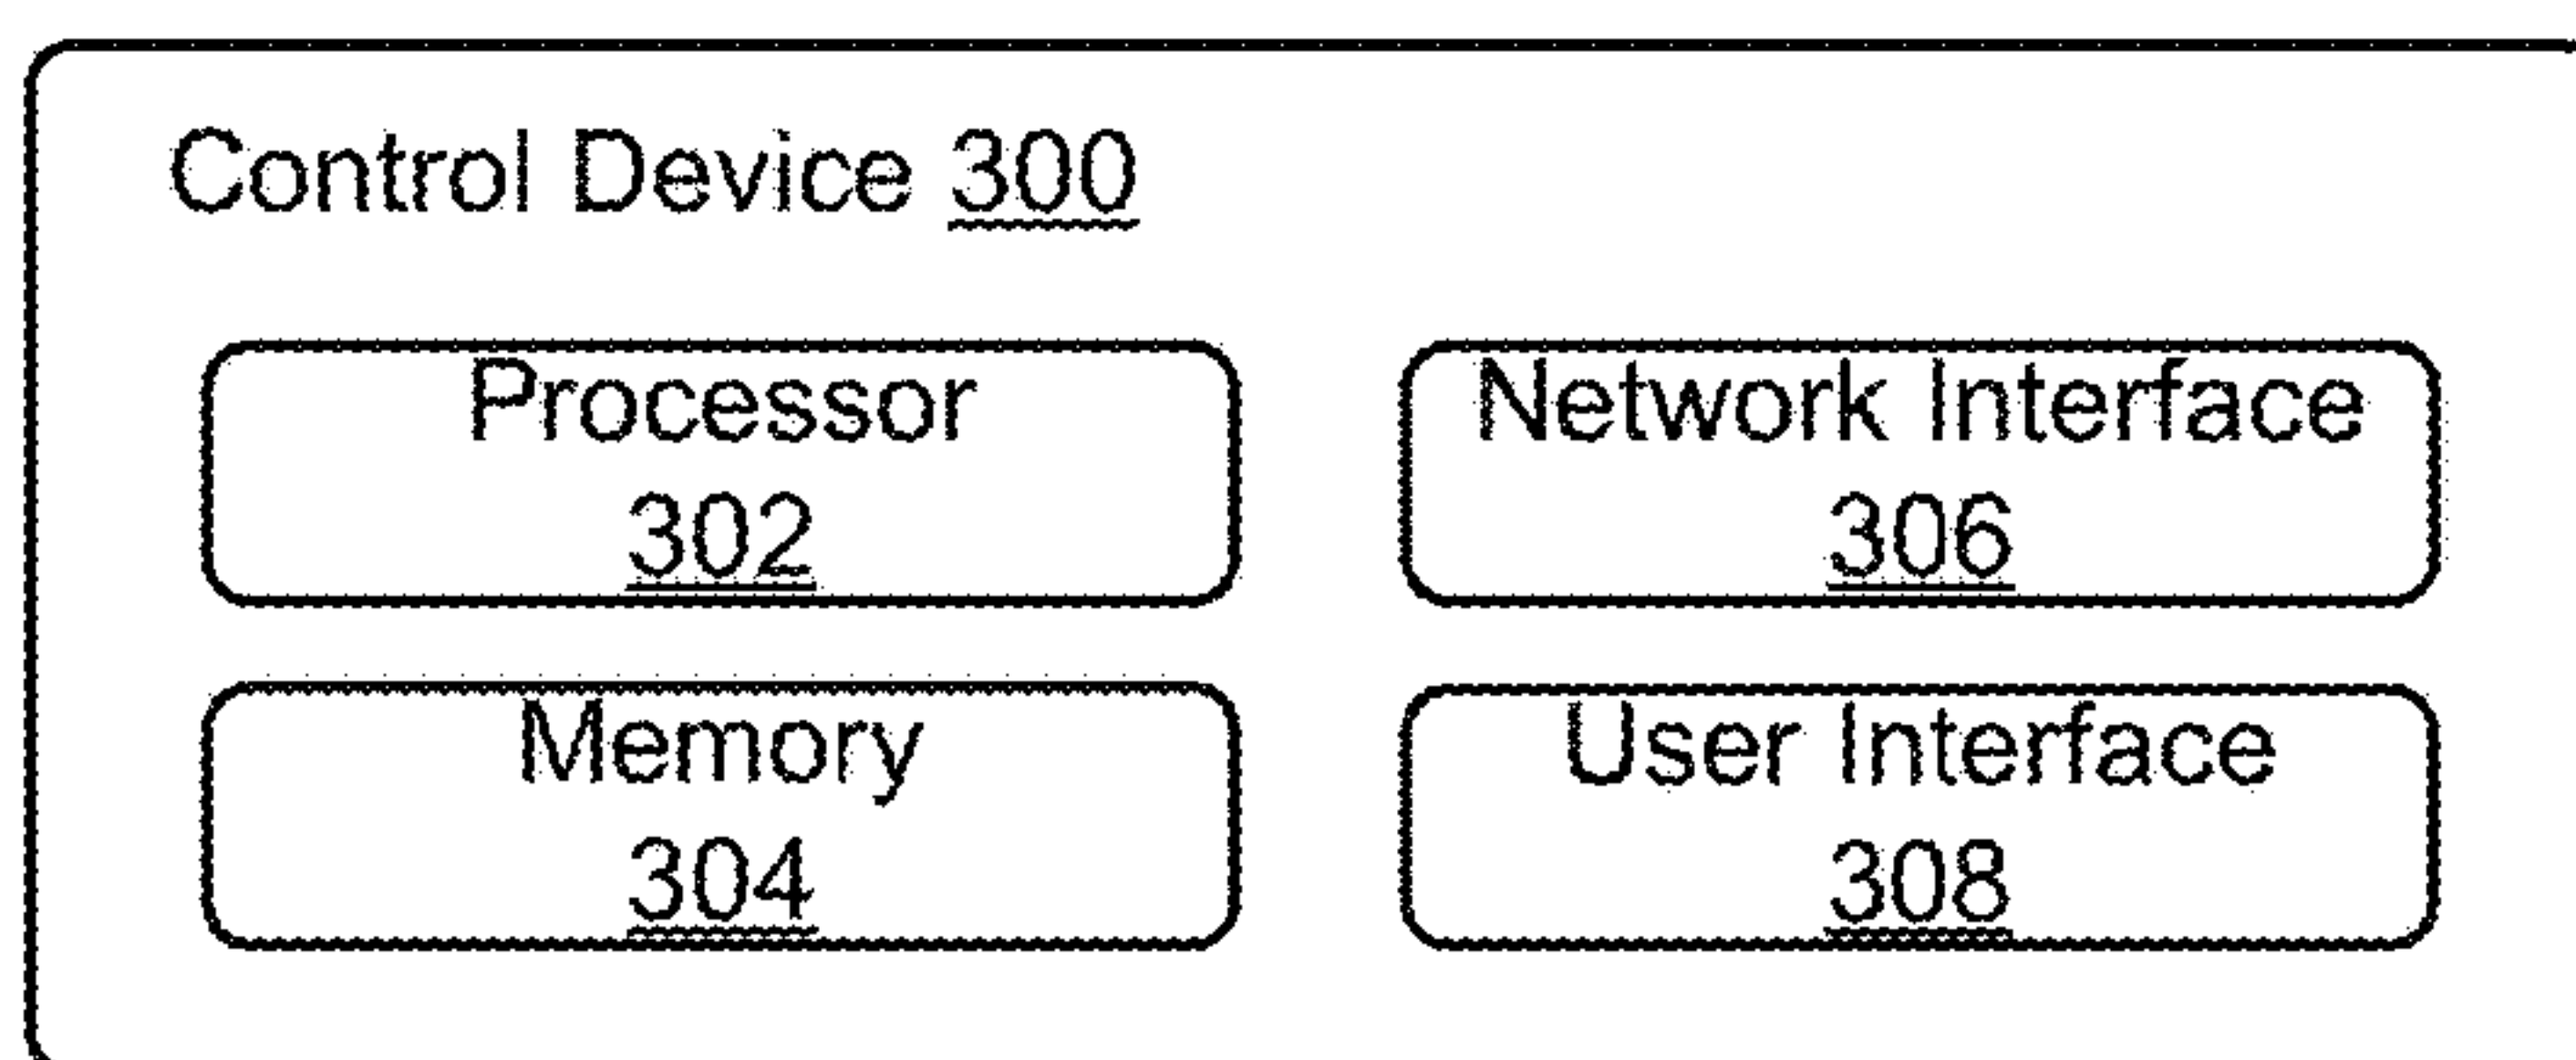 Control Device 300
Processor
302
Network Interface
306
Memory
304
User Interface
308